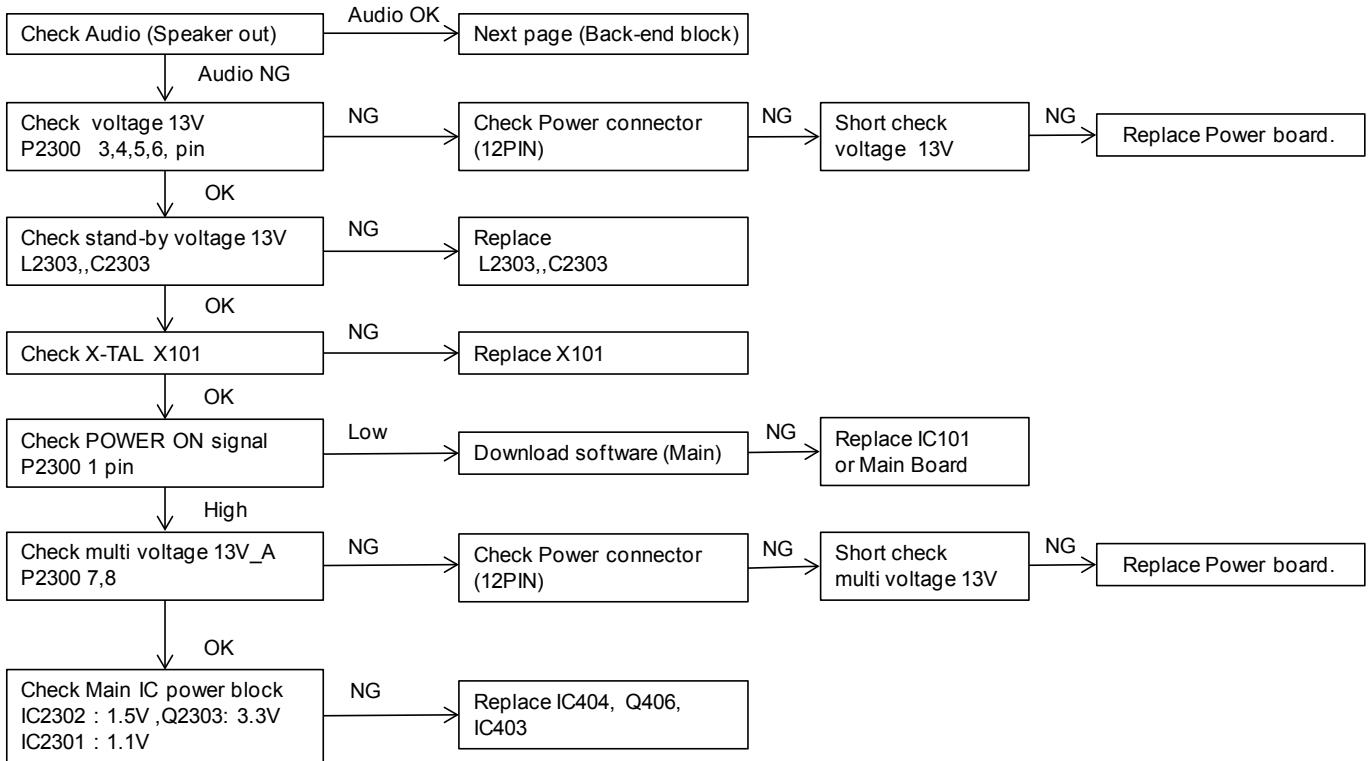 Check Audio (Speaker out)
Audio OK
Next page (Back-end block)
Audio NG
Check voltage 13V
P2300 3,4,5,6, pin
NG
Check Power connector
(12PIN)
NG
Short check
voltage 13V
NG
Replace Power board.
OK
Check stand-by voltage 13V
L2303,,C2303
NG
Replace
L2303,,C2303
OK
Check X-TAL X101
NG
Replace X101
OK
Check POWER ON signal
P2300 1 pin
Low
Download software (Main)
NG
Replace IC101
or Main Board
High
Check multi voltage 13V_A
P2300 7,8
NG
Check Power connector
(12PIN)
NG
Short check
multi voltage 13V
NG
Replace Power board.
OK
Check Main IC power block
IC2302 : 1.5V ,Q2303: 3.3V
IC2301 : 1.1V
NG
Replace IC404, Q406,
IC403